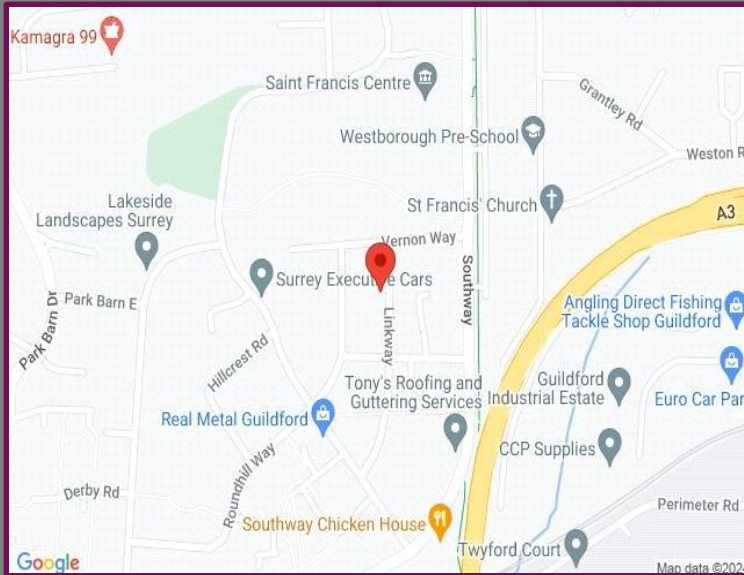 Kamagra 99
Saint Francis Centre
Grantley Rd
Westborough Pre-School
Weston R
Lakeside
Landscapes Surrey
St Francis' Church
A3
Vernon Way
Southway
Surrey Executive Cars
Park Barn E
Park Barn Dr
Linkway
Angling Direct Fishing
Tackle Shop Guildford
Hillcrest Rd
Tony's Roofing and
Guttering Services
Guildford
Industrial Estate
Euro Car Par
Real Metal Guildford
CCP Supplies
Roundhill Way
Derby Rd
Perimeter Rd
Southway Chicken House
Twyford Court
Google
Map data ©2024